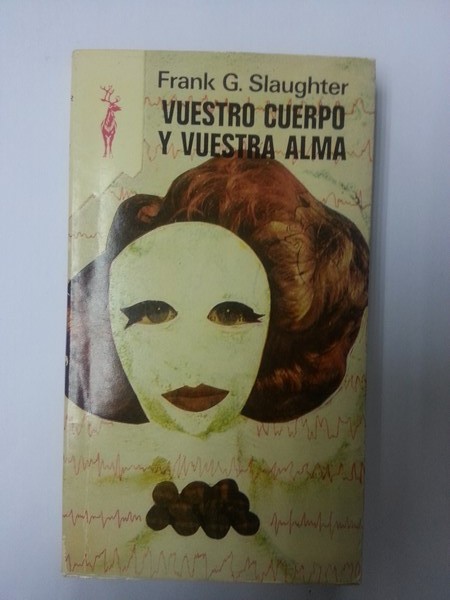 Frank G. Slaughter
VUESTRO CUERPO
Y VUESTRA ALMA